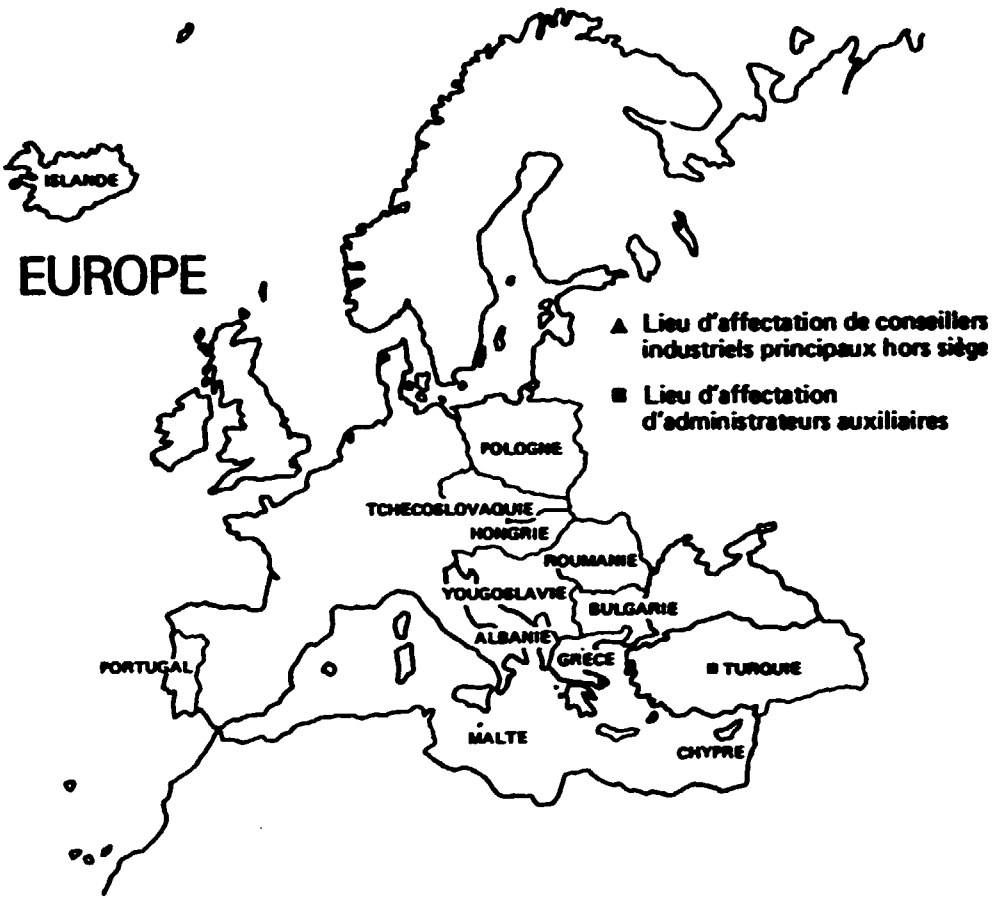 ISLANDE
EUROPE
▲ Lieu d'affectation de conseillers
industriels principaux hors siège
■ Lieu d'affectation
d'administrateurs auxiliaires
POLOGNE
TCHECOSLOVAQUIE
HONGRIE
ROUMANIE
YOUGOSLAVIE
BULGARIE
ALBANIE
GRECE
PORTUGAL
■ TURQUIE
MALTE
CHYPRE